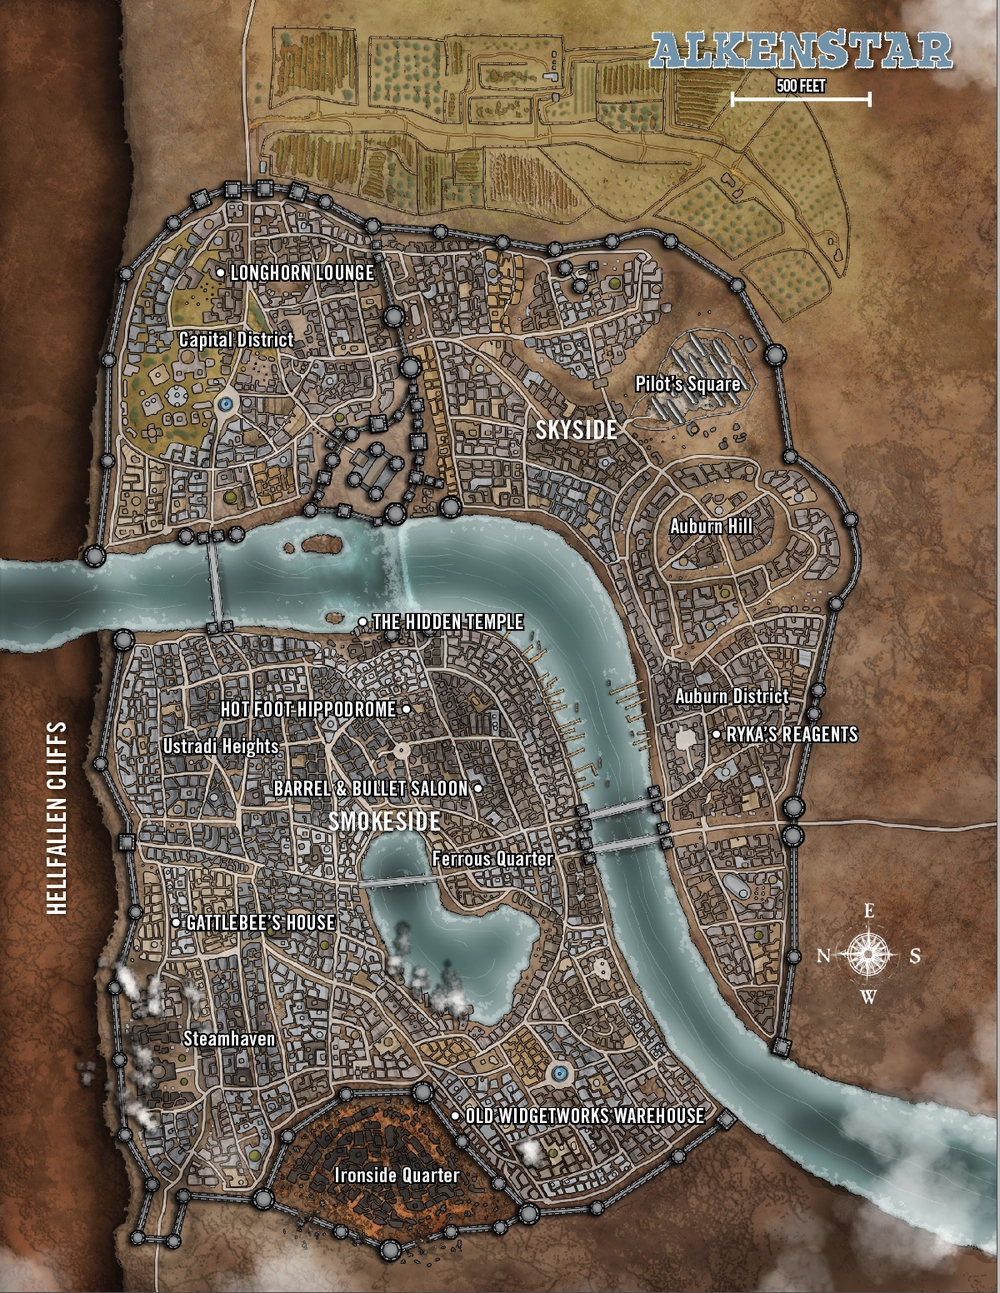 ALKENSTAR
500 FEET
LONGHORN LOUNGE
Capital District
Pilot's Square
SKYSIDE
Auburn Hill
THE HIDDEN TEMPLE
Auburn District
HOT FOOT HIPPODROME
RYKA'S REAGENTS
Ustradi Heights
BARREL & BULLET SALOON
SMOKESIDE
HELLFALLEN CLIFFS
Ferrous Quarter
GATTLEBEE'S HOUSE
E
N
S
W
Steamhaven
OLD WIDGETWORKS WAREHOUSE
Ironside Quarter